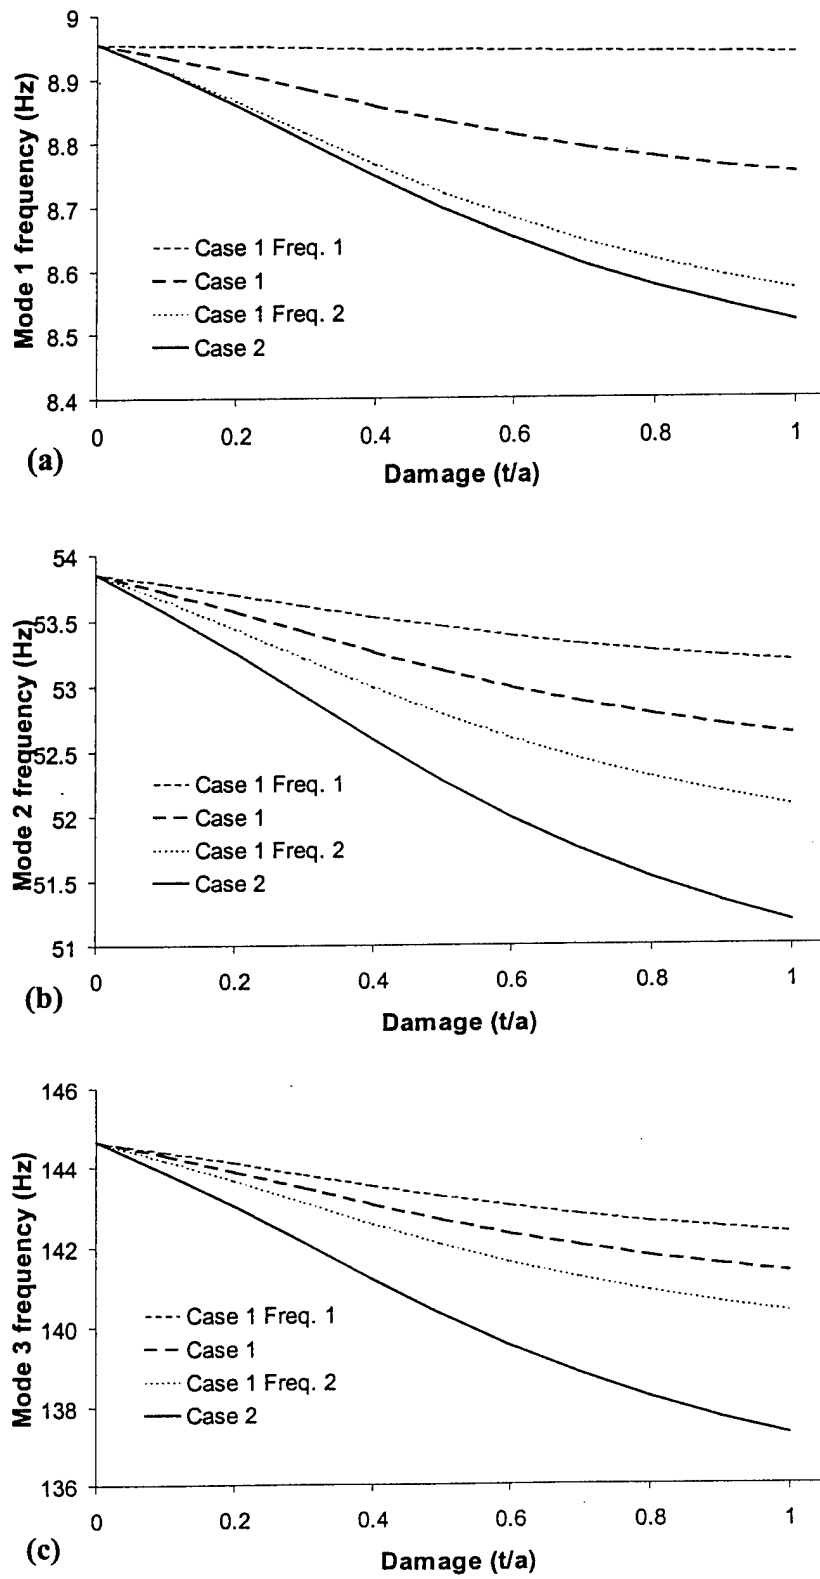 9
8.9
8.8
8.7
8.6
8.5
8.4
Mode 1 frequency (Hz)
Case 1 Freq. 1
Case 1
Case 1 Freq. 2
Case 2
0 0.2 0.4 0.6 0.8 1
Damage (t/a)
(a)
54
53.5
53
52.5
52
51.5
51
Mode 2 frequency (Hz)
Case 1 Freq. 1
Case 1
Case 1 Freq. 2
Case 2
0 0.2 0.4 0.6 0.8 1
Damage (t/a)
(b)
146
144
142
140
138
136
Mode 3 frequency (Hz)
Case 1 Freq. 1
Case 1
Case 1 Freq. 2
Case 2
0 0.2 0.4 0.6 0.8 1
Damage (t/a)
(c)